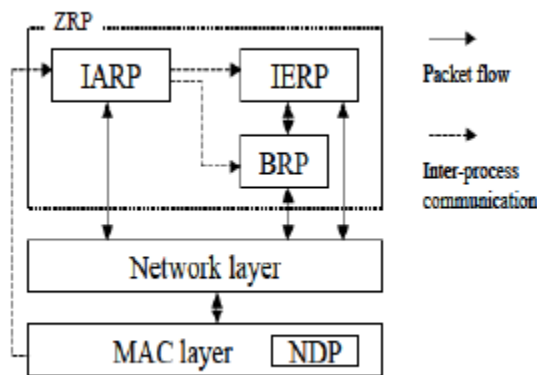 ZRP
IARP
IERP
BRP
Packet flow
Inter-process
communication
Network layer
MAC layer
NDP